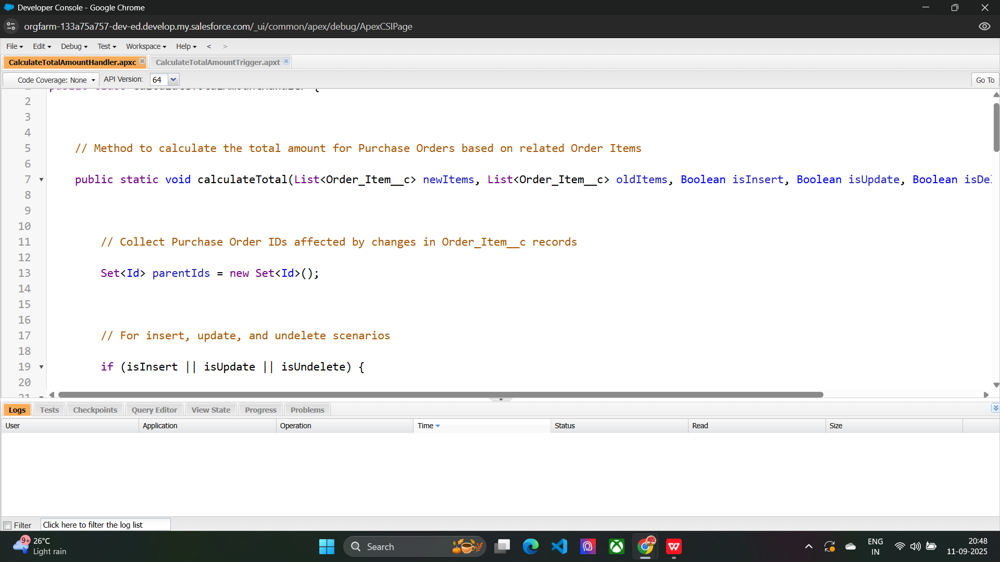 Developer Console - Google Chrome
orgfarm-133a75a757-dev-ed.develop.my.salesforce.com/_ui/common/apex/debug/ApexCSIPage
File Edit Debug Test Workspace Help < >
CalculateTotalAmountHandler.apxc CalculateTotalAmountTrigger.apxt
Code Coverage: None API Version: 64 Go To
public class CalculateTotalAmountHandler {
2
3
4
5 // Method to calculate the total amount for Purchase Orders based on related Order Items
6
7 public static void calculateTotal(List<Order_Item__c> newItems, List<Order_Item__c> oldItems, Boolean isInsert, Boolean isUpdate, Boolean isDel
8
9
10
11 // Collect Purchase Order IDs affected by changes in Order_Item__c records
12
13 Set<Id> parentIds = new Set<Id>();
14
15
16
17 // For insert, update, and undelete scenarios
18
19 if (isInsert || isUpdate || isUndelete) {
20
21
Logs Tests Checkpoints Query Editor View State Progress Problems
User Application Operation Time Status Read Size
Filter Click here to filter the log list
9+ 26°C
Light rain
Search
ENG
IN
20:48
11-09-2025